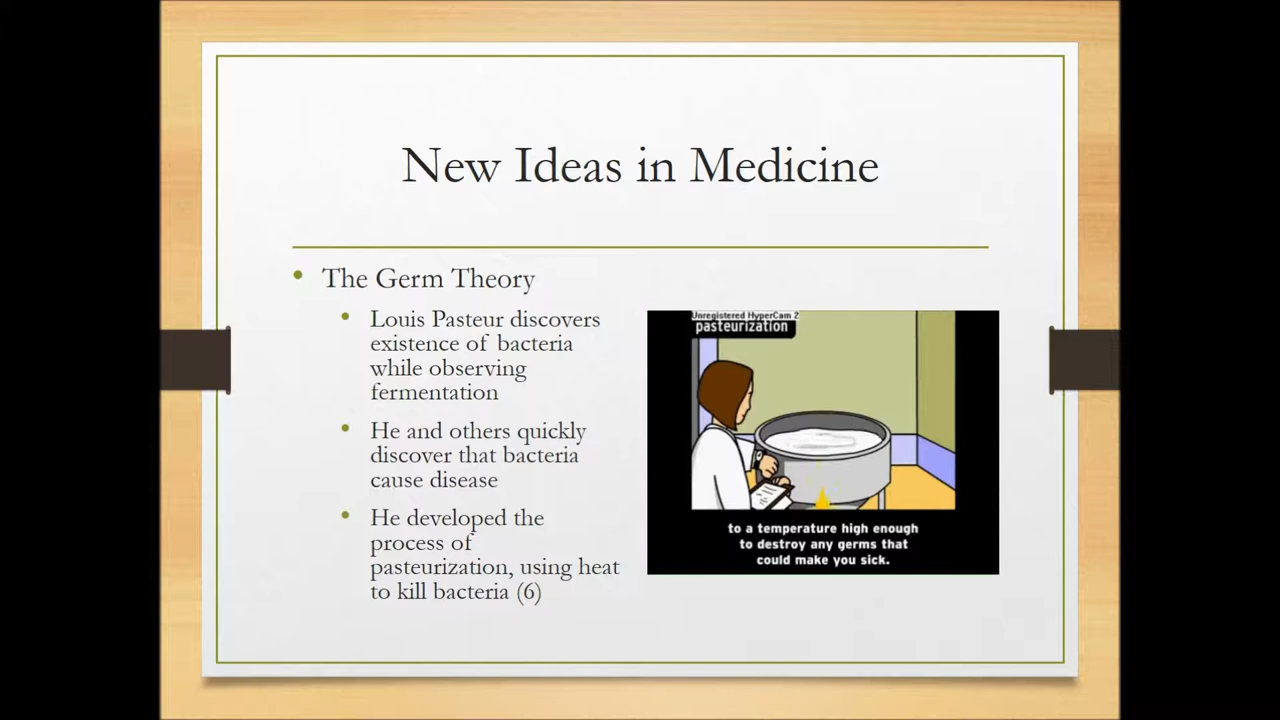 New Ideas in Medicine
The Germ Theory
Louis Pasteur discovers
existence of bacteria
while observing
fermentation
He and others quickly
discover that bacteria
cause disease
He developed the
process of
pasteurization, using heat
to kill bacteria (6)
Unregistered HyperCam 2
pasteurization
to a temperature high enough
to destroy any germs that
could make you sick.